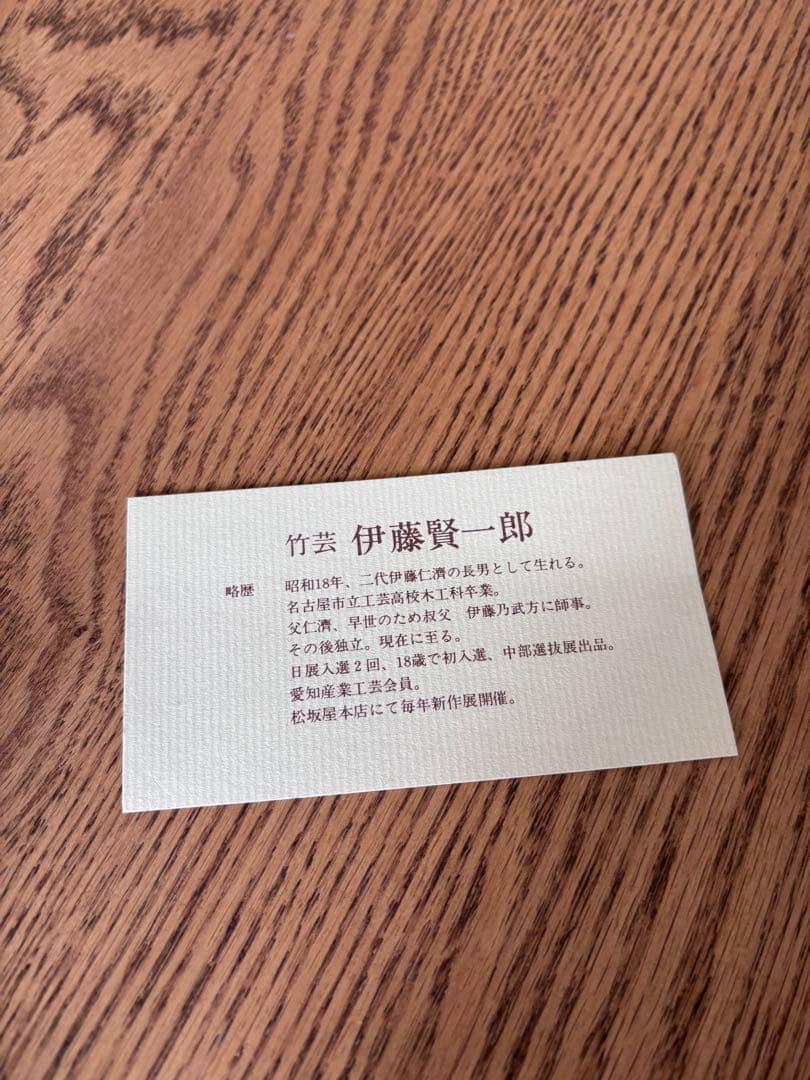 竹芸 伊藤賢一郎
略歴 昭和18年、二代伊藤仁濟の長男として生れる。
名古屋市立工芸高校木工科卒業。
父仁濟、早世のため叔父 伊藤乃武方に師事。
その後独立。現在に至る。
日展入選2回、18歳で初入選、中部選抜展出品。
愛知産業工芸会員。
松坂屋本店にて毎年新作展開催。